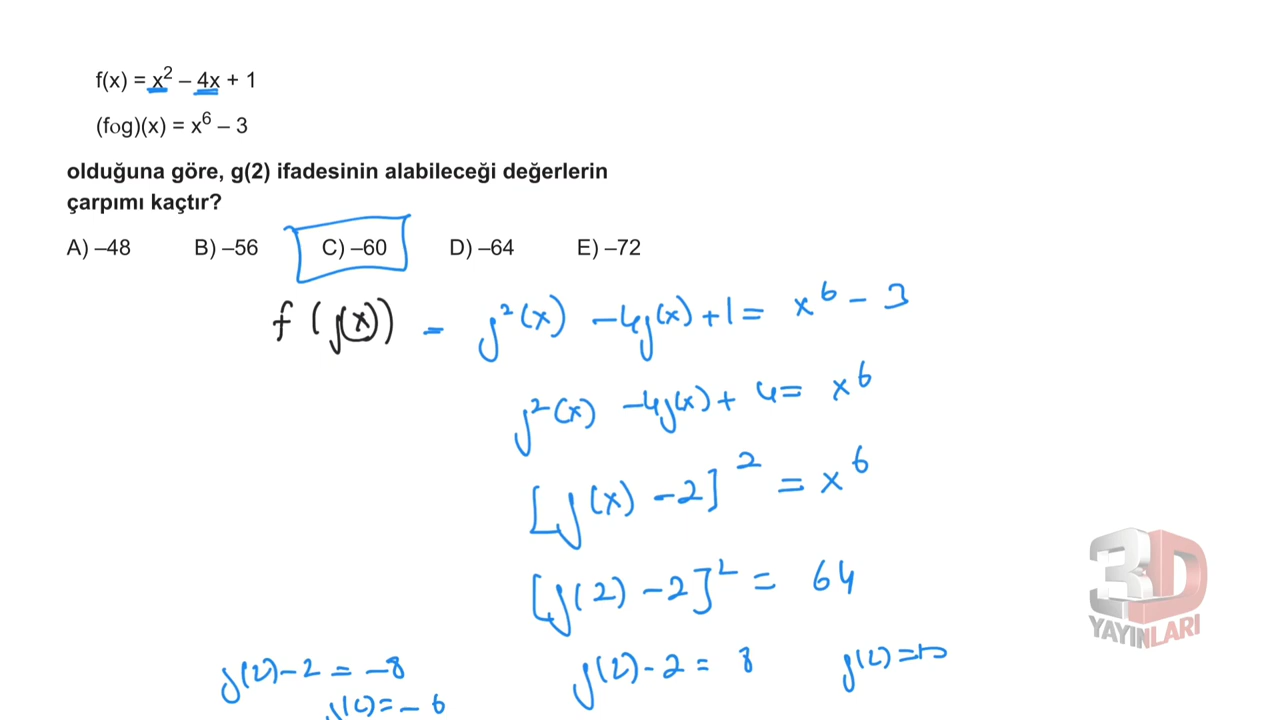 f(x) = x² – 4x + 1
(fog)(x) = x⁶ – 3
olduğuna göre, g(2) ifadesinin alabileceği değerlerin
çarpımı kaçtır?
A) –48 B) –56 C) –60 D) –64 E) –72
f(g(x)) = g²(x) – 4g(x) + 1 = x⁶ – 3
g²(x) – 4g(x) + 4 = x⁶
[g(x) – 2]² = x⁶
[g(2) – 2]² = 64
g(2) – 2 = –8 g(2) – 2 = 8
g(2) = –6
3D
YAYINLARI